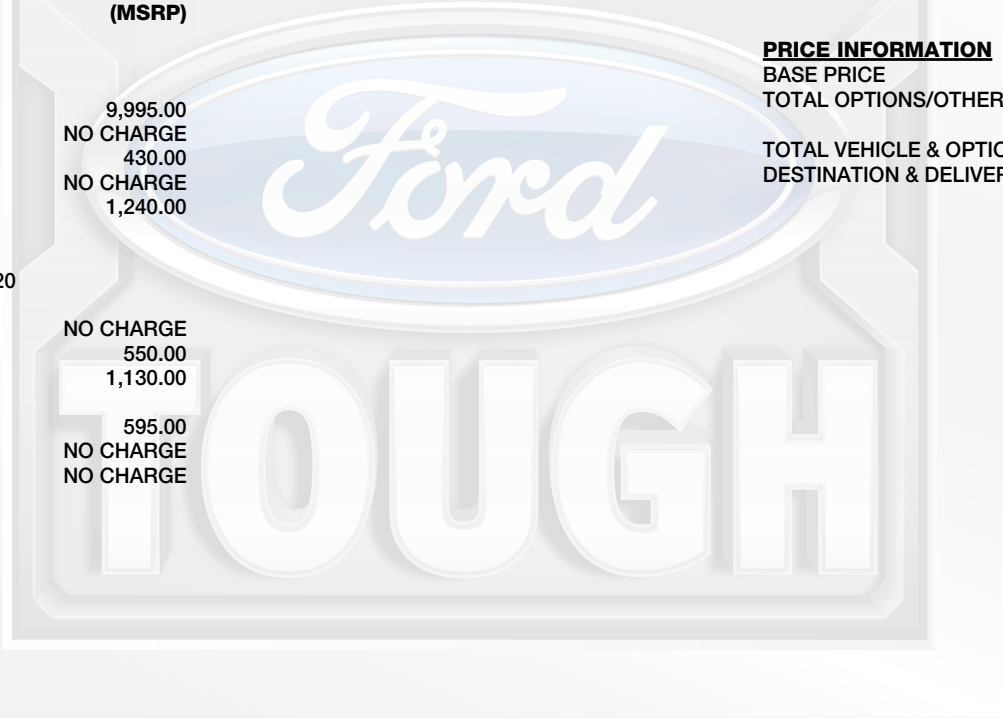 (MSRP)
9,995.00
NO CHARGE
430.00
NO CHARGE
1,240.00
20
NO CHARGE
550.00
1,130.00
595.00
NO CHARGE
NO CHARGE
PRICE INFORMATION
BASE PRICE
TOTAL OPTIONS/OTHER
TOTAL VEHICLE & OPTIO
DESTINATION & DELIVER
Ford
TOUGH